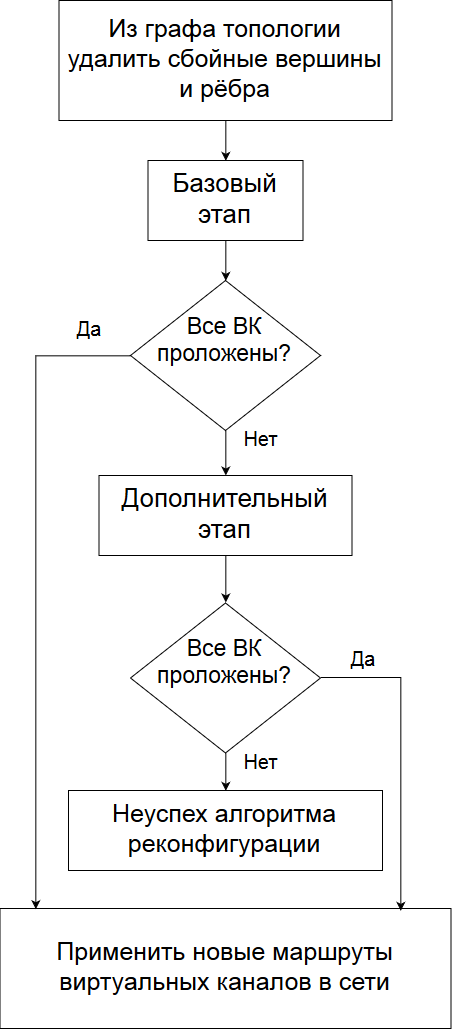 Из графа топологии
удалить сбойные вершины
и рёбра
Базовый
этап
Да
Все ВК
проложены?
Нет
Дополнительный
этап
Все ВК
проложены?
Да
Нет
Неуспех алгоритма
реконфигурации
Применить новые маршруты
виртуальных каналов в сети